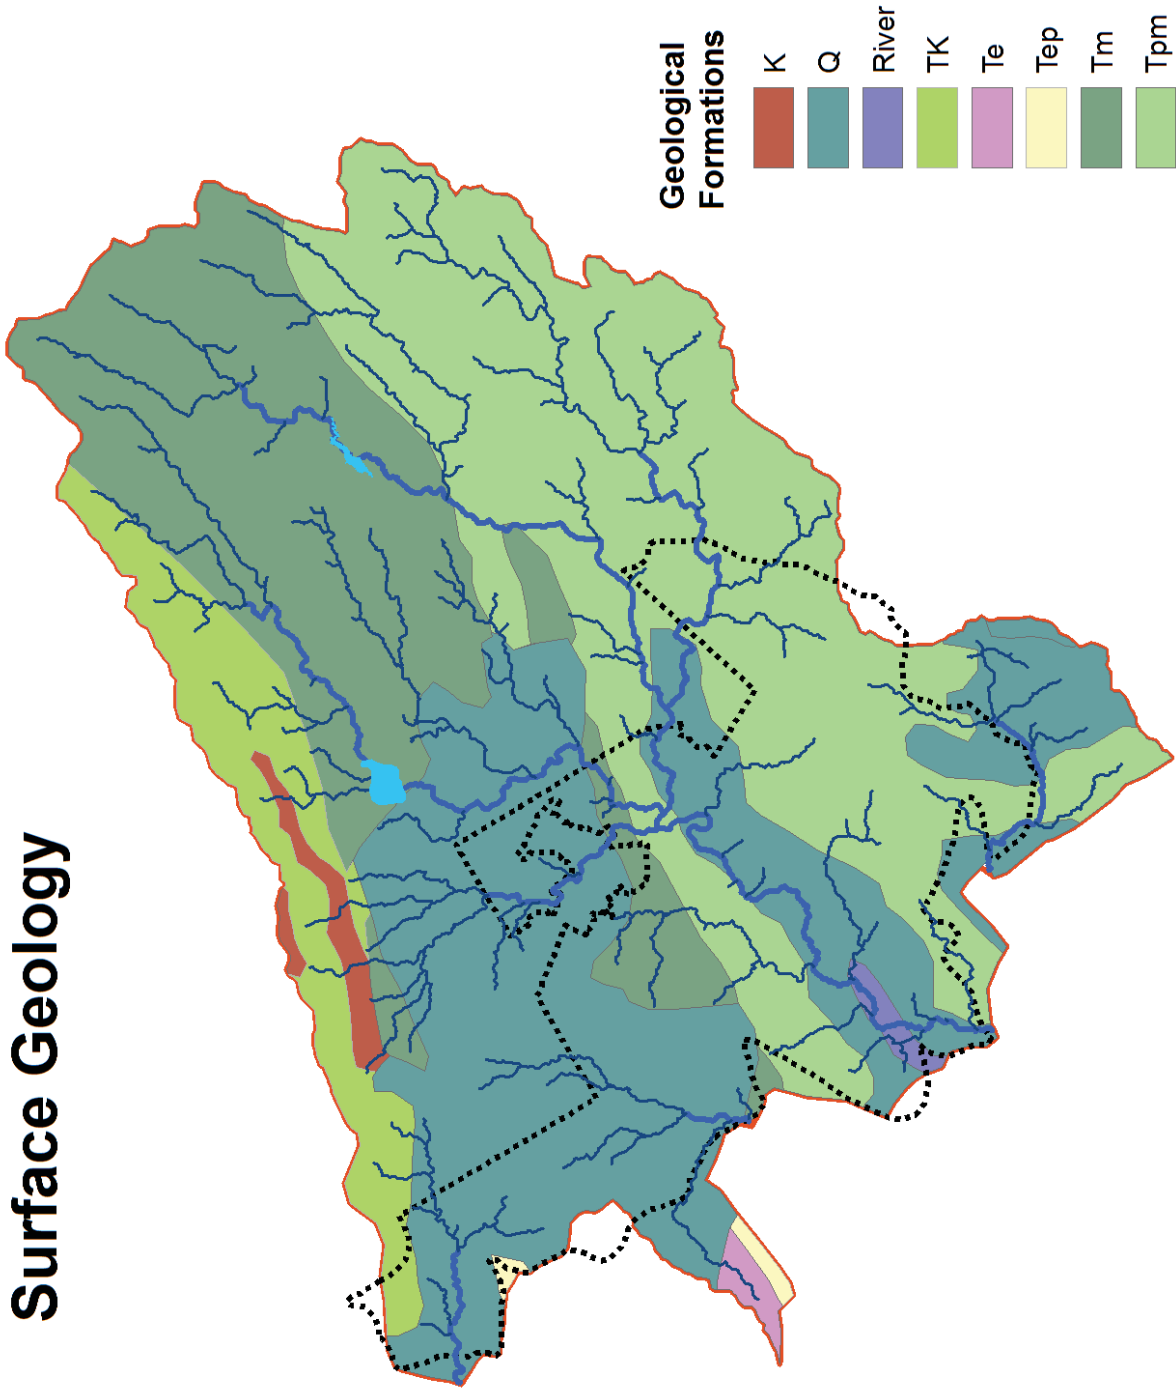 Surface Geology
Geological
Formations
K
Q
River
TK
Te
Tep
Tm
Tpm